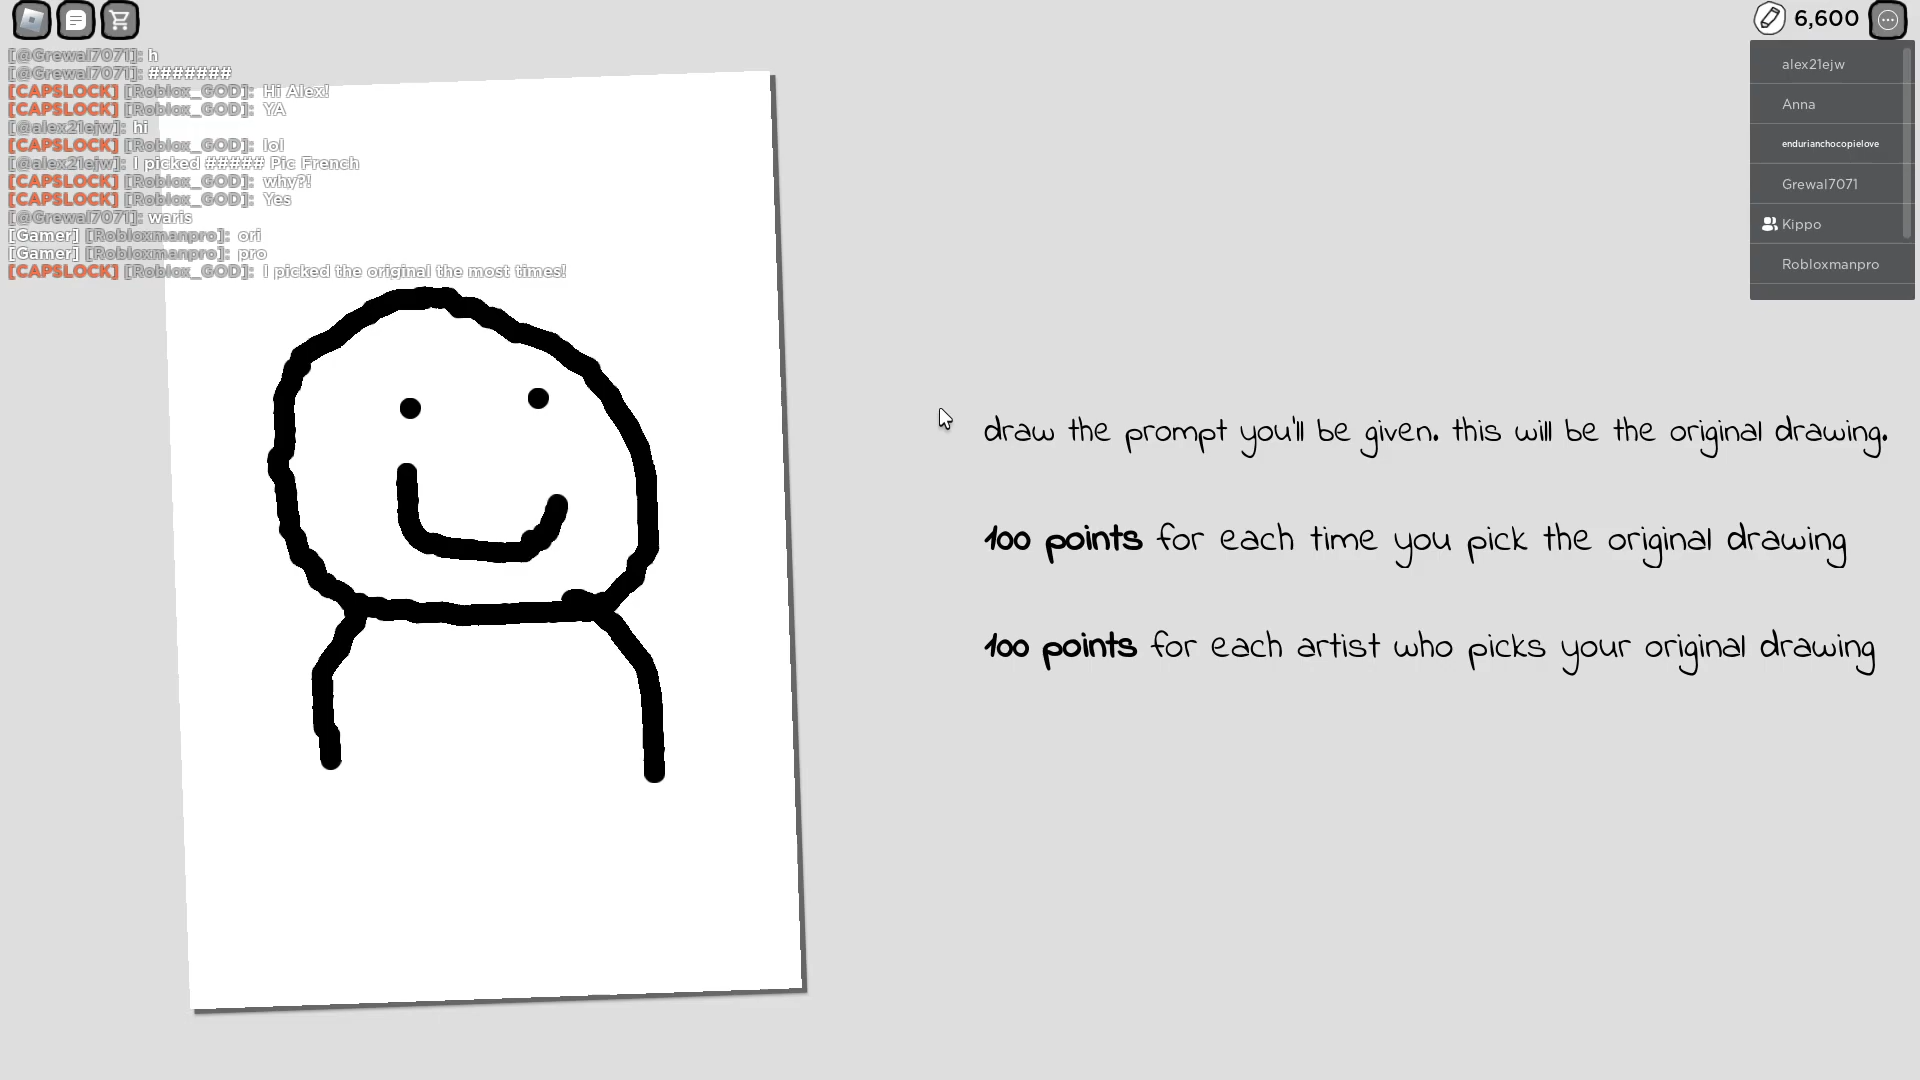 [@Grewal7071]: h
[@Grewal7071]: #######
[CAPSLOCK] [Roblox_GOD]: Hi Alex!
[CAPSLOCK] [Roblox_GOD]: YA
[@alex21ejw]: hi
[CAPSLOCK] [Roblox_GOD]: lol
[@alex21ejw]: I picked ##### Pic French
[CAPSLOCK] [Roblox_GOD]: why?!
[CAPSLOCK] [Roblox_GOD]: Yes
[@Grewal7071]: waris
[Gamer] [Robloxmanpro]: ori
[Gamer] [Robloxmanpro]: pro
[CAPSLOCK] [Roblox_GOD]: I picked the original the most times!
6,600
alex21ejw
Anna
endurianchocopielove
Grewal7071
Kippo
Robloxmanpro
draw the prompt you'll be given. this will be the original drawing.
100 points for each time you pick the original drawing
100 points for each artist who picks your original drawing